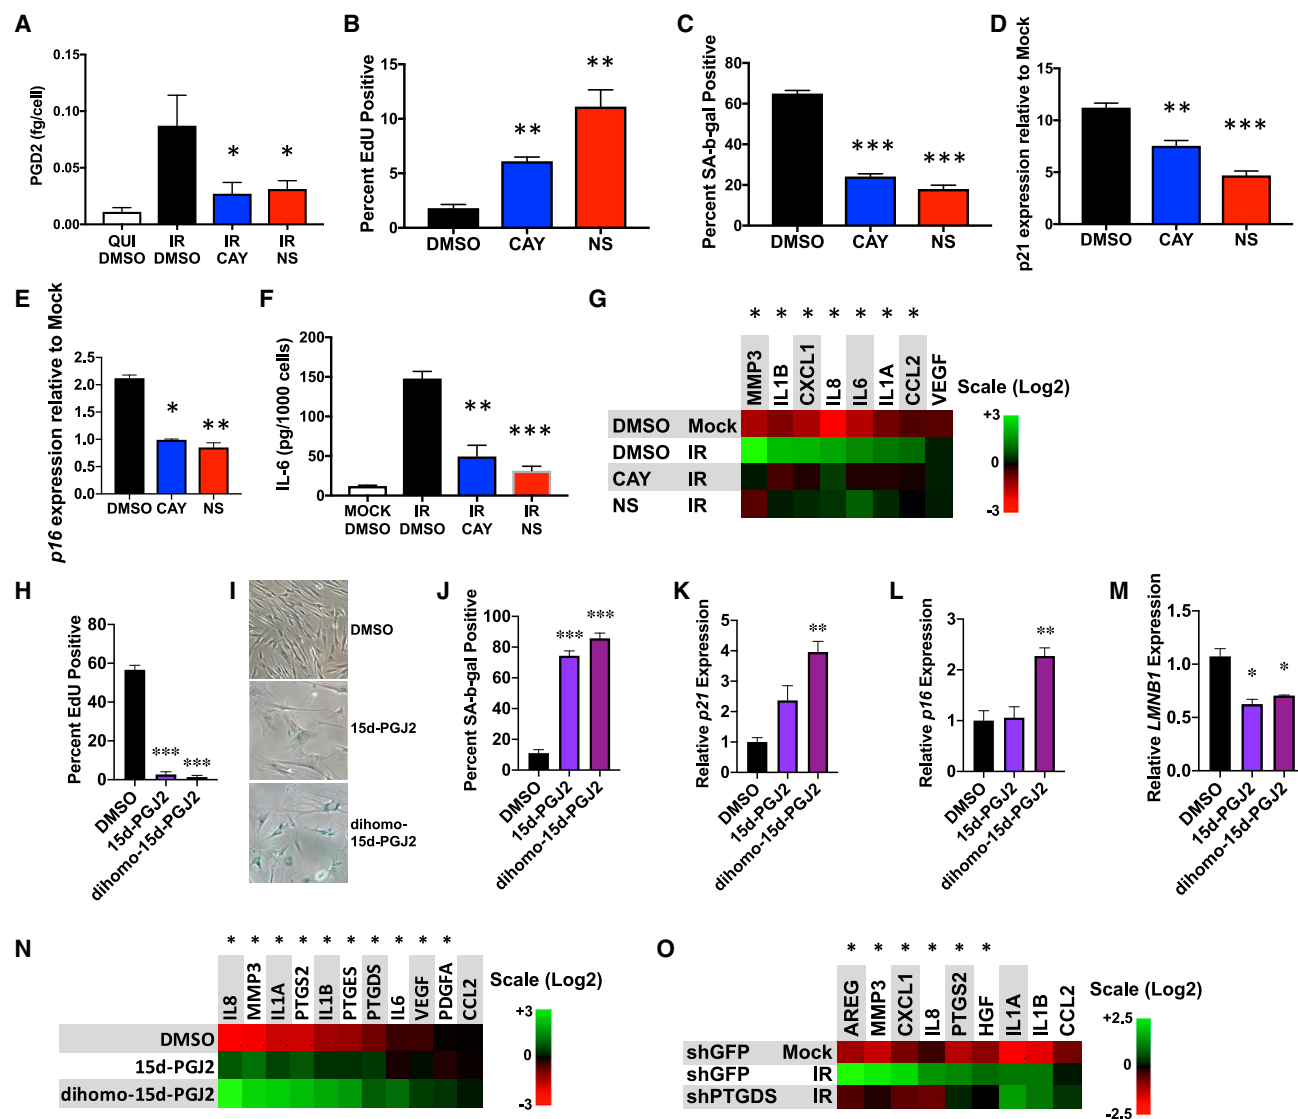 A
PGD2 (fg/cell)
0.15
0.10
0.05
0.00
QUI IR IR IR
DMSO DMSO CAY NS
* *
B
Percent EdU Positive
15
10
5
0
DMSO CAY NS
** **
C
Percent SA-b-gal Positive
80
60
40
20
0
DMSO CAY NS
*** ***
D
p21 expression relative to Mock
15
10
5
0
DMSO CAY NS
** ***
E
p16 expression relative to Mock
2.5
2.0
1.5
1.0
0.5
0.0
DMSO CAY NS
* **
F
IL-6 (pg/1000 cells)
200
150
100
50
0
MOCK IR IR IR
DMSO DMSO CAY NS
** ***
G
* * * * * * *
MMP3 IL1B CXCL1 IL8 IL6 IL1A CCL2 VEGF
DMSO Mock
DMSO IR
CAY IR
NS IR
Scale (Log2)
+3
0
-3
H
Percent EdU Positive
80
60
40
20
0
*** ***
DMSO
15d-PGJ2
dihomo-15d-PGJ2
I
DMSO
15d-PGJ2
dihomo-
15d-PGJ2
J
Percent SA-b-gal Positive
100
80
60
40
20
0
*** ***
DMSO
15d-PGJ2
dihomo-15d-PGJ2
K
Relative p21 Expression
5
4
3
2
1
0
**
DMSO
15d-PGJ2
dihomo-15d-PGJ2
L
Relative p16 Expression
3
2
1
0
**
DMSO
15d-PGJ2
dihomo-15d-PGJ2
M
Relative LMNB1 Expression
1.5
1.0
0.5
0.0
* *
DMSO
15d-PGJ2
dihomo-15d-PGJ2
N
* * * * * * * * * *
IL8 MMP3 IL1A PTGS2 IL1B PTGES PTGDS IL6 VEGF PDGFA CCL2
DMSO
15d-PGJ2
dihomo-15d-PGJ2
Scale (Log2)
+3
0
-3
O
* * * * * *
AREG MMP3 CXCL1 IL8 PTGS2 HGF IL1A IL1B CCL2
shGFP Mock
shGFP IR
shPTGDS IR
Scale (Log2)
+2.5
0
-2.5